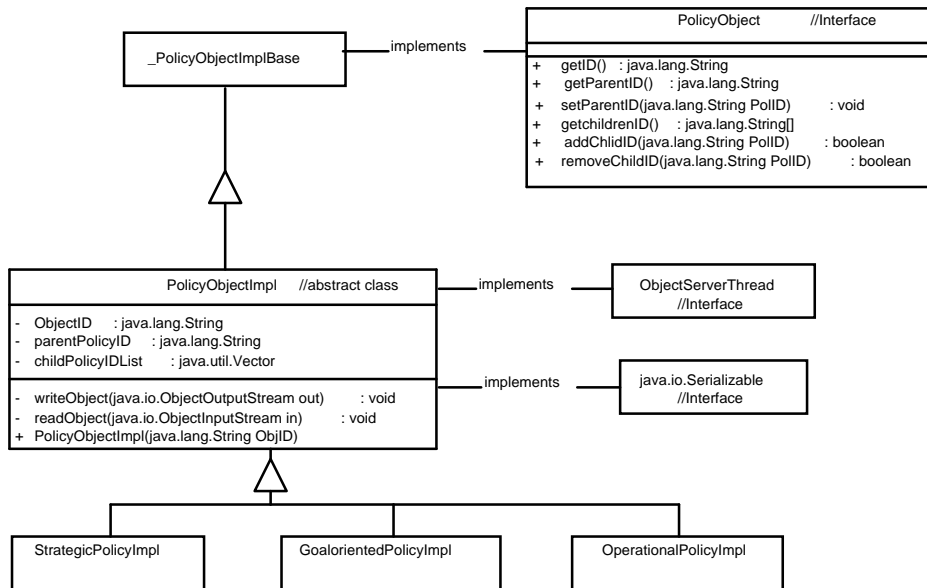 PolicyObject //Interface
_PolicyObjectImplBase
implements
+ getID() : java.lang.String
+ getParentID() : java.lang.String
+ setParentID(java.lang.String PolID) : void
+ getchildrenID() : java.lang.String[]
+ addChlidID(java.lang.String PolID) : boolean
+ removeChildID(java.lang.String PolID) : boolean
PolicyObjectImpl //abstract class
- ObjectID : java.lang.String
- parentPolicyID : java.lang.String
- childPolicyIDList : java.util.Vector
- writeObject(java.io.ObjectOutputStream out) : void
- readObject(java.io.ObjectInputStream in) : void
+ PolicyObjectImpl(java.lang.String ObjID)
implements
ObjectServerThread
//Interface
implements
java.io.Serializable
//Interface
StrategicPolicyImpl
GoalorientedPolicyImpl
OperationalPolicyImpl